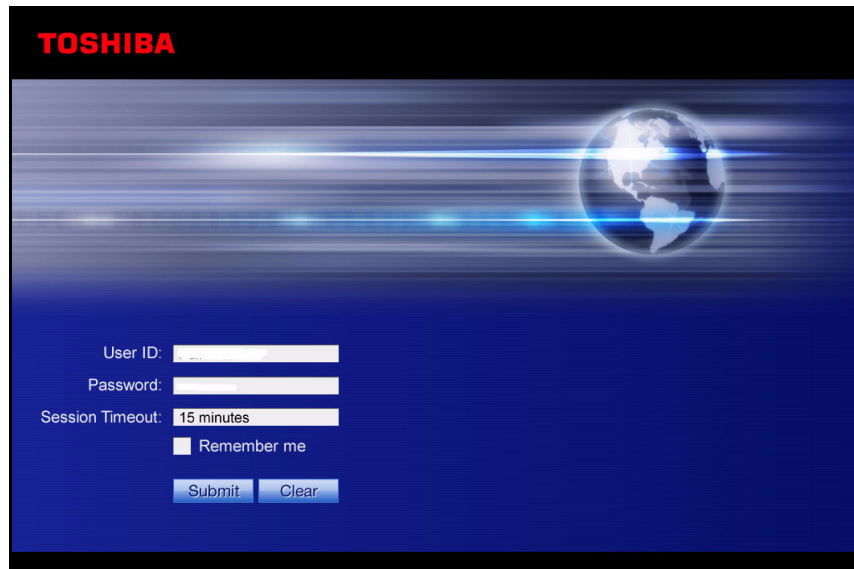 TOSHIBA
User ID:
Password:
Session Timeout: 15 minutes
Remember me
Submit Clear